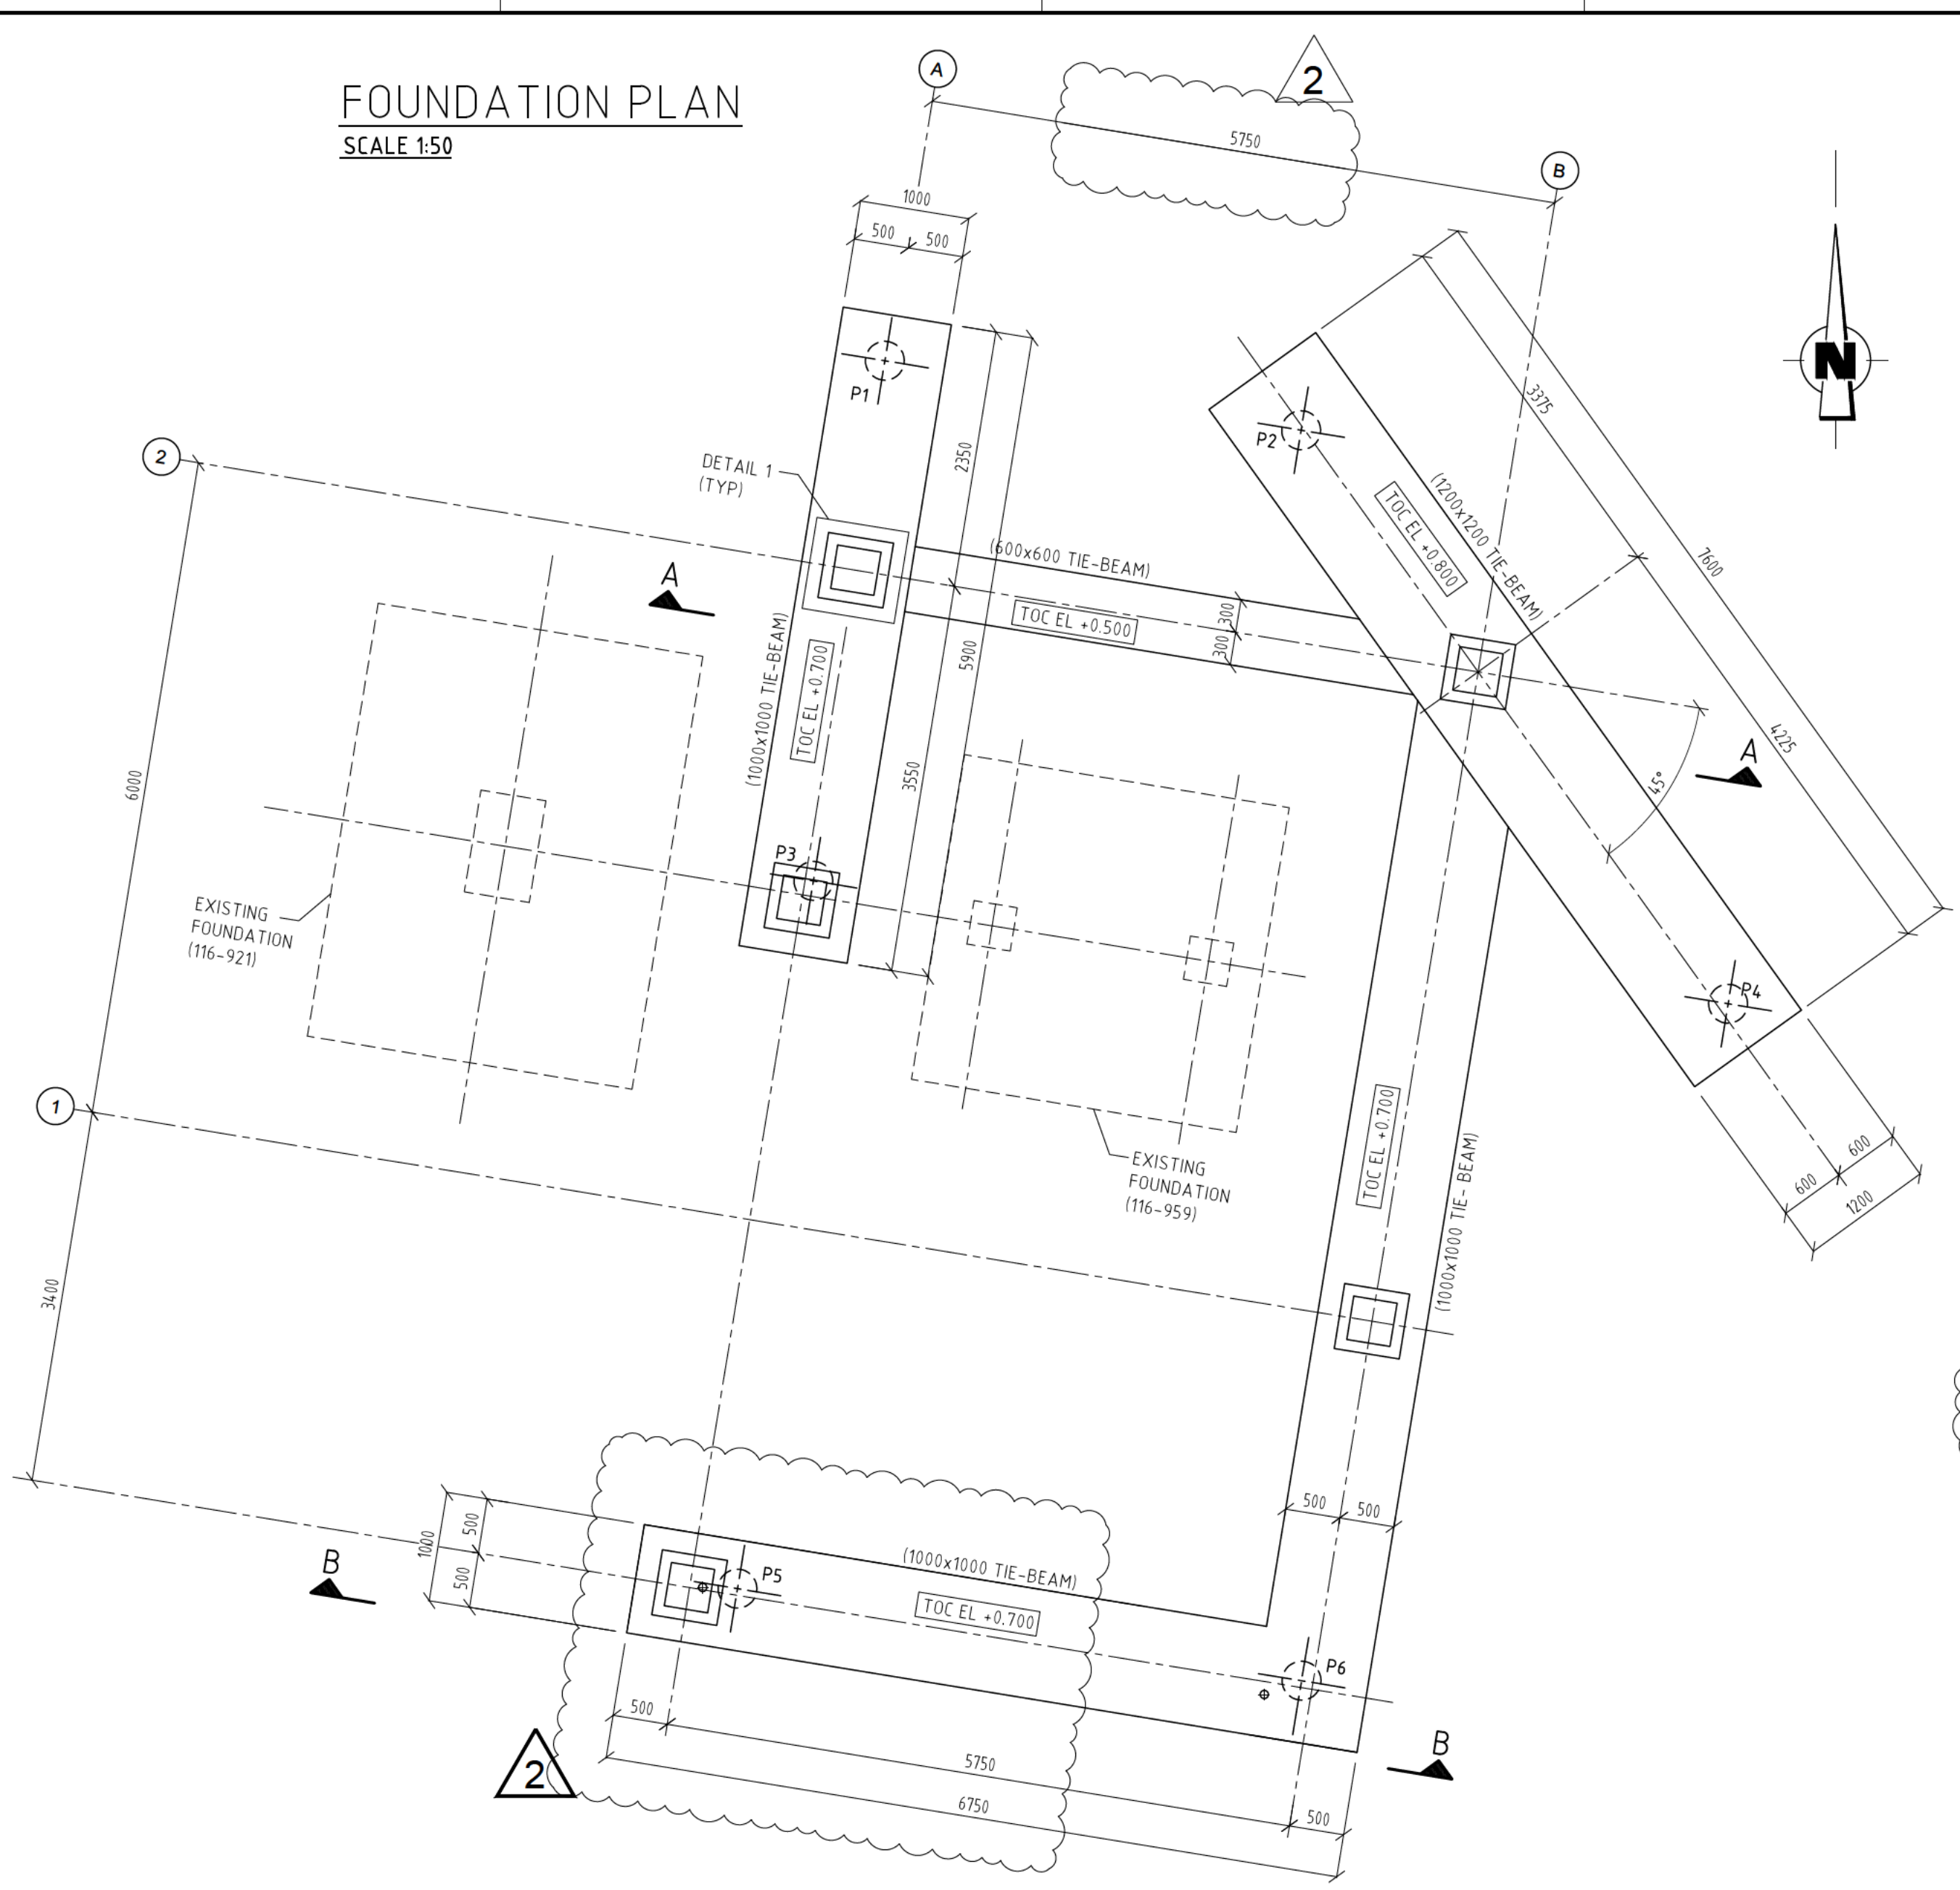 FOUNDATION PLAN
SCALE 1:50
A
2
5750
B
1000
500
500
N
P1
2350
3375
P2
2
DETAIL 1
(TYP)
(1200x1200 TIE-BEAM)
TOC EL +0.800
7600
A
(600x600 TIE-BEAM)
TOC EL +0.500
300
300
(1000x1000 TIE-BEAM)
TOC EL +0.700
5900
6000
3550
4225
45°
A
P3
EXISTING
FOUNDATION
(116-921)
P4
1
TOC EL +0.700
(1000x1000 TIE-BEAM)
EXISTING
FOUNDATION
(116-959)
600
600
1200
3400
500
500
1000
500
500
B
P5
(1000x1000 TIE-BEAM)
TOC EL +0.700
P6
500
5750
6750
500
B
2